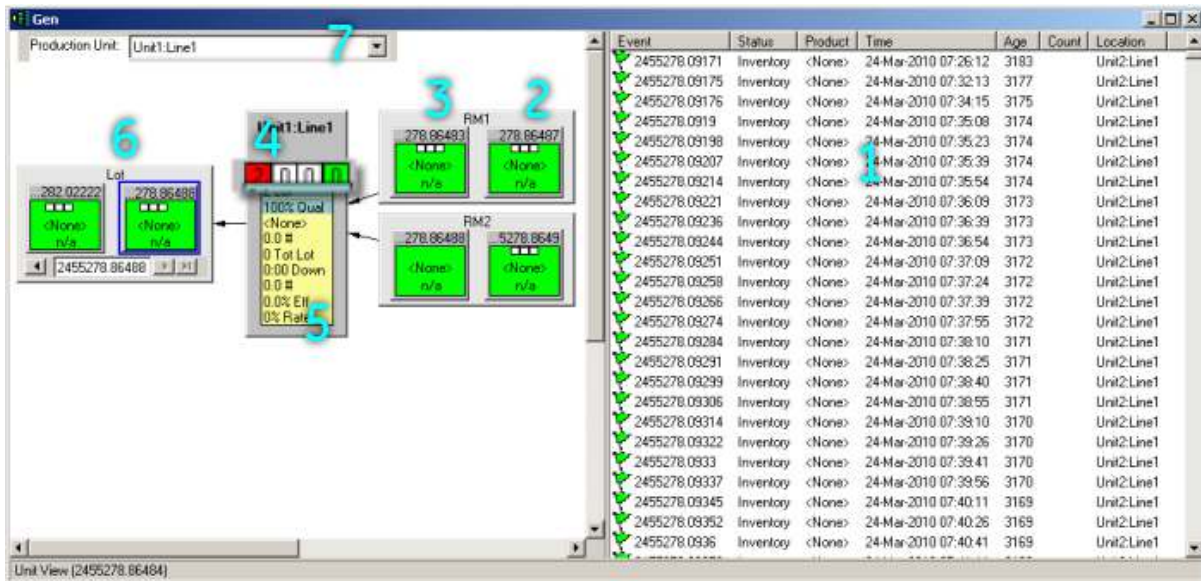 Gen
Production Unit: Unit1:Line1
7
6
Lot
282.02222 278.86486
<None> <None>
n/a n/a
2455278.86488
Unit1:Line1
4
0 0 0
100% Qual
<None>
0.0 #
0 Tot Lot
0:00 Down
0.0 #
0.0% Eff
0% Rate
5
3 2
RM1
278.86483 278.86487
<None> <None>
n/a n/a
RM2
278.86488 5278.8649
<None> <None>
n/a n/a
1
Event Status Product Time Age Count Location
2455278.09171 Inventory <None> 24-Mar-2010 07:26:12 3183 Unit2:Line1
2455278.09175 Inventory <None> 24-Mar-2010 07:32:13 3177 Unit2:Line1
2455278.09176 Inventory <None> 24-Mar-2010 07:34:15 3175 Unit2:Line1
2455278.0919 Inventory <None> 24-Mar-2010 07:35:08 3174 Unit2:Line1
2455278.09198 Inventory <None> 24-Mar-2010 07:35:23 3174 Unit2:Line1
2455278.09207 Inventory <None> 24-Mar-2010 07:35:39 3174 Unit2:Line1
2455278.09214 Inventory <None> 24-Mar-2010 07:35:54 3174 Unit2:Line1
2455278.09221 Inventory <None> 24-Mar-2010 07:36:09 3173 Unit2:Line1
2455278.09236 Inventory <None> 24-Mar-2010 07:36:39 3173 Unit2:Line1
2455278.09244 Inventory <None> 24-Mar-2010 07:36:54 3173 Unit2:Line1
2455278.09251 Inventory <None> 24-Mar-2010 07:37:09 3172 Unit2:Line1
2455278.09258 Inventory <None> 24-Mar-2010 07:37:24 3172 Unit2:Line1
2455278.09266 Inventory <None> 24-Mar-2010 07:37:39 3172 Unit2:Line1
2455278.09274 Inventory <None> 24-Mar-2010 07:37:55 3172 Unit2:Line1
2455278.09284 Inventory <None> 24-Mar-2010 07:38:10 3171 Unit2:Line1
2455278.09291 Inventory <None> 24-Mar-2010 07:38:25 3171 Unit2:Line1
2455278.09299 Inventory <None> 24-Mar-2010 07:38:40 3171 Unit2:Line1
2455278.09306 Inventory <None> 24-Mar-2010 07:38:55 3171 Unit2:Line1
2455278.09314 Inventory <None> 24-Mar-2010 07:39:10 3170 Unit2:Line1
2455278.09322 Inventory <None> 24-Mar-2010 07:39:26 3170 Unit2:Line1
2455278.0933 Inventory <None> 24-Mar-2010 07:39:41 3170 Unit2:Line1
2455278.09337 Inventory <None> 24-Mar-2010 07:39:56 3170 Unit2:Line1
2455278.09345 Inventory <None> 24-Mar-2010 07:40:11 3169 Unit2:Line1
2455278.09352 Inventory <None> 24-Mar-2010 07:40:26 3169 Unit2:Line1
2455278.0936 Inventory <None> 24-Mar-2010 07:40:41 3169 Unit2:Line1
Unit View (2455278.86484)